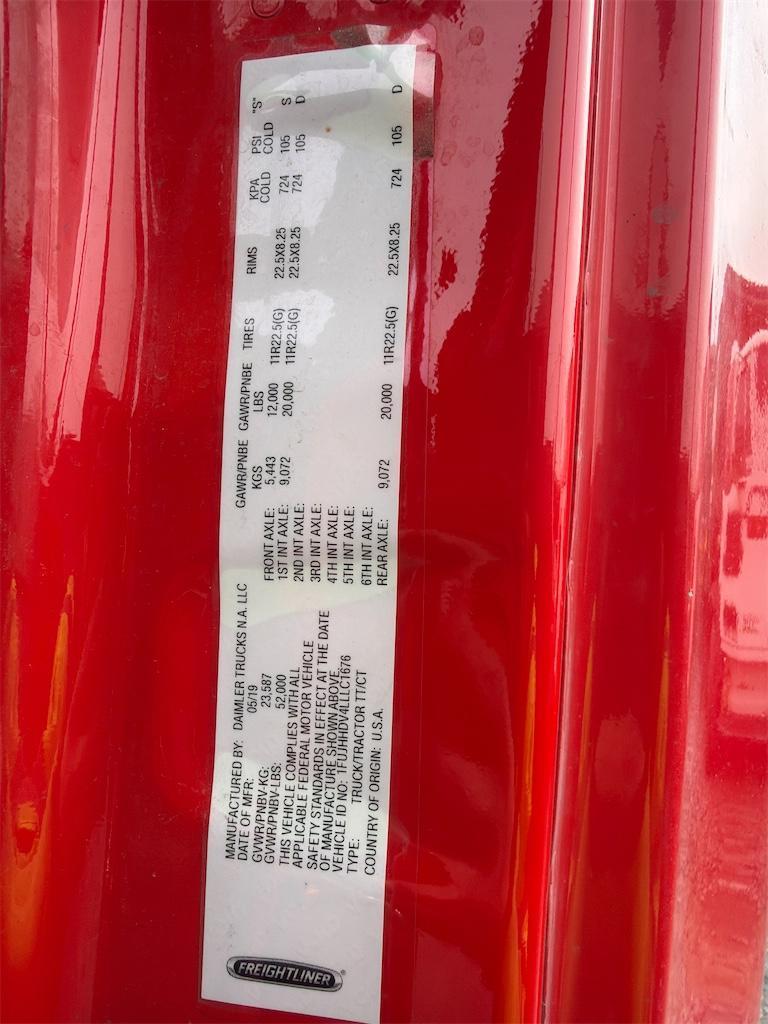 FREIGHTLINER
MANUFACTURED BY: DAIMLER TRUCKS N.A. LLC
DATE OF MFR: 05/19
GVWR/PNBV-KG: 23,587
GVWR/PNBV-LBS: 52,000
THIS VEHICLE COMPLIES WITH ALL
APPLICABLE FEDERAL MOTOR VEHICLE
SAFETY STANDARDS IN EFFECT AT THE DATE
OF MANUFACTURE SHOWN ABOVE.
VEHICLE ID NO: 1FUJHHDV4LLLC1676
TYPE: TRUCK/TRACTOR TT/CT
COUNTRY OF ORIGIN: U.S.A.
GAWR/PNBE GAWR/PNBE TIRES RIMS KPA PSI "S"
KGS LBS COLD COLD
FRONT AXLE: 5,443 12,000 11R22.5(G) 22.5X8.25 724 105 S
1ST INT AXLE: 9,072 20,000 11R22.5(G) 22.5X8.25 724 105 D
2ND INT AXLE:
3RD INT AXLE:
4TH INT AXLE:
5TH INT AXLE:
6TH INT AXLE:
REAR AXLE: 9,072 20,000 11R22.5(G) 22.5X8.25 724 105 D